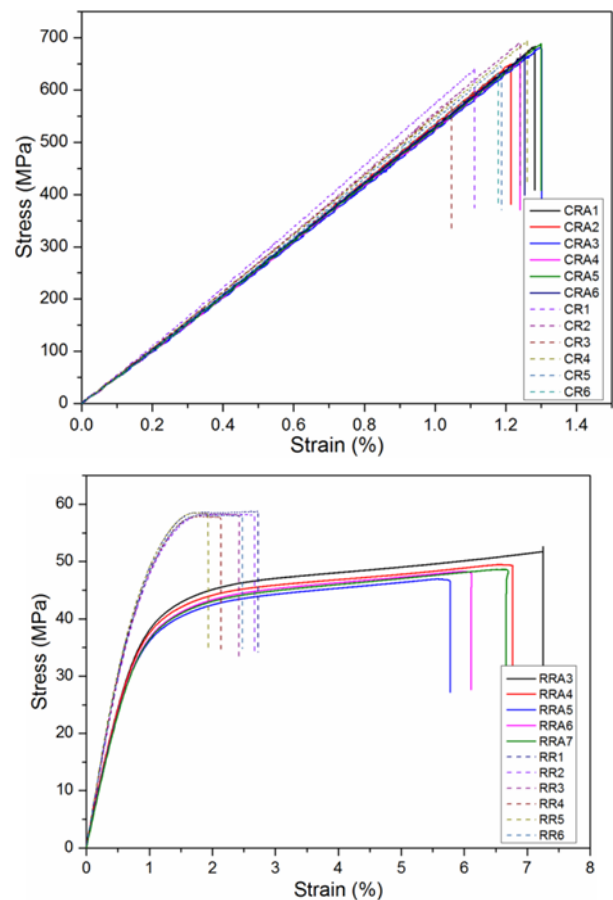 700
600
500
400
300
200
100
0
Stress (MPa)
CRA1
CRA2
CRA3
CRA4
CRA5
CRA6
CR1
CR2
CR3
CR4
CR5
CR6
0.0 0.2 0.4 0.6 0.8 1.0 1.2 1.4
Strain (%)
60
50
40
30
20
10
0
Stress (MPa)
RRA3
RRA4
RRA5
RRA6
RRA7
RR1
RR2
RR3
RR4
RR5
RR6
0 1 2 3 4 5 6 7 8
Strain (%)